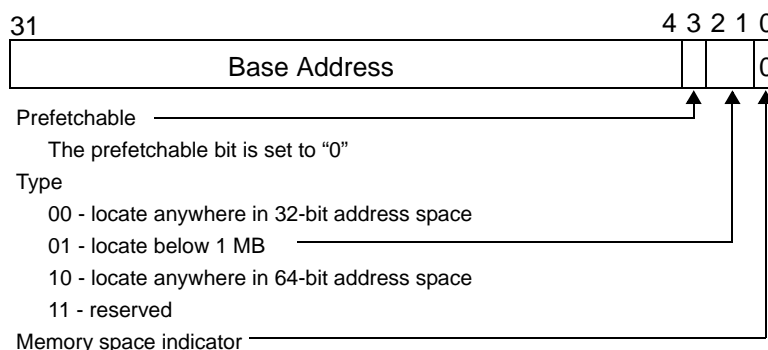 31 4 3 2 1 0
Base Address 0
Prefetchable
The prefetchable bit is set to “0”
Type
00 - locate anywhere in 32-bit address space
01 - locate below 1 MB
10 - locate anywhere in 64-bit address space
11 - reserved
Memory space indicator